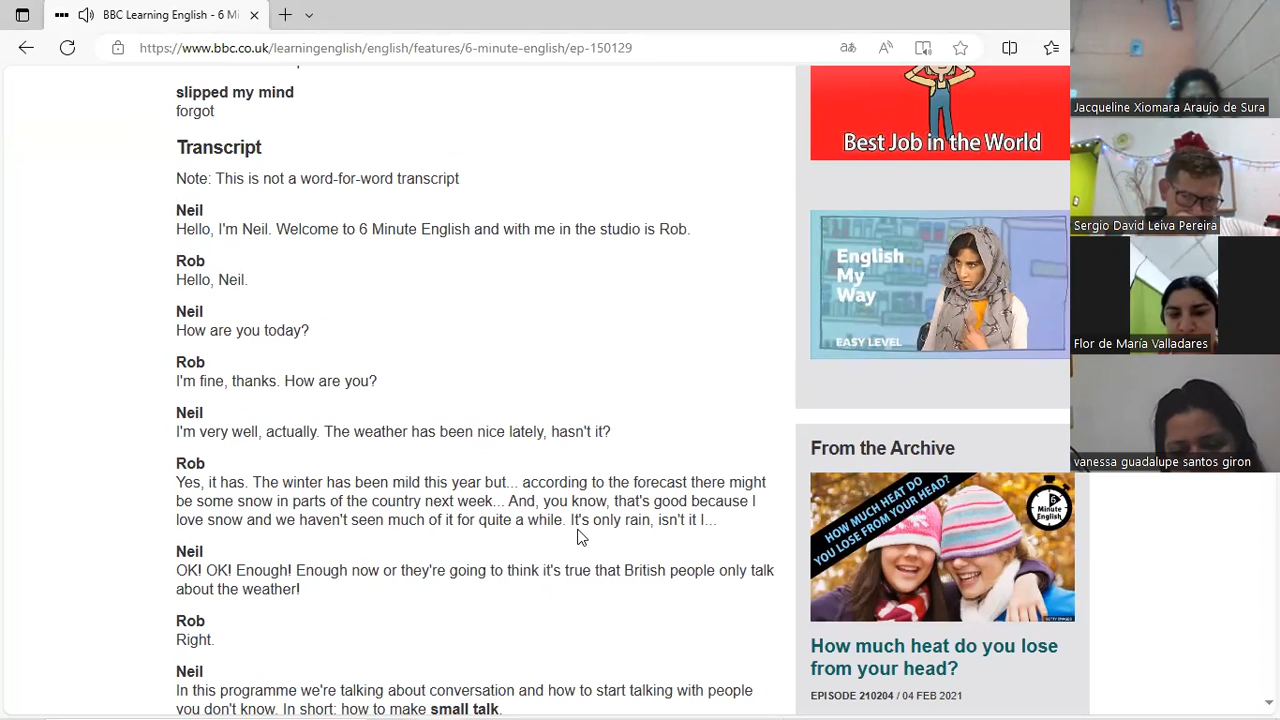 BBC Learning English - 6 M
https://www.bbc.co.uk/learningenglish/english/features/6-minute-english/ep-150129
slipped my mind
forgot
Transcript
Note: This is not a word-for-word transcript
Neil
Hello, I'm Neil. Welcome to 6 Minute English and with me in the studio is Rob.
Rob
Hello, Neil.
Neil
How are you today?
Rob
I'm fine, thanks. How are you?
Neil
I'm very well, actually. The weather has been nice lately, hasn't it?
Rob
Yes, it has. The winter has been mild this year but... according to the forecast there might
be some snow in parts of the country next week... And, you know, that's good because I
love snow and we haven't been much of it for quite a while. It's only rain, isn't it I...
Neil
OK! OK! Enough! Enough now or they're going to think it's true that British people only talk
about the weather!
Rob
Right.
Neil
In this programme we're talking about conversation and how to start talking with people
you don't know. In short: how to make small talk.
Best Job in the World
English
My
Way
EASY LEVEL
From the Archive
HOW MUCH HEAT DO
YOU LOSE FROM YOUR HEAD?
6
Minute
English
GETTY IMAGES
How much heat do you lose
from your head?
EPISODE 210204 / 04 FEB 2021
Jacqueline Xiomara Araujo de Sura
Sergio David Leiva Pereira
Flor de María Valladares
vanessa guadalupe santos giron